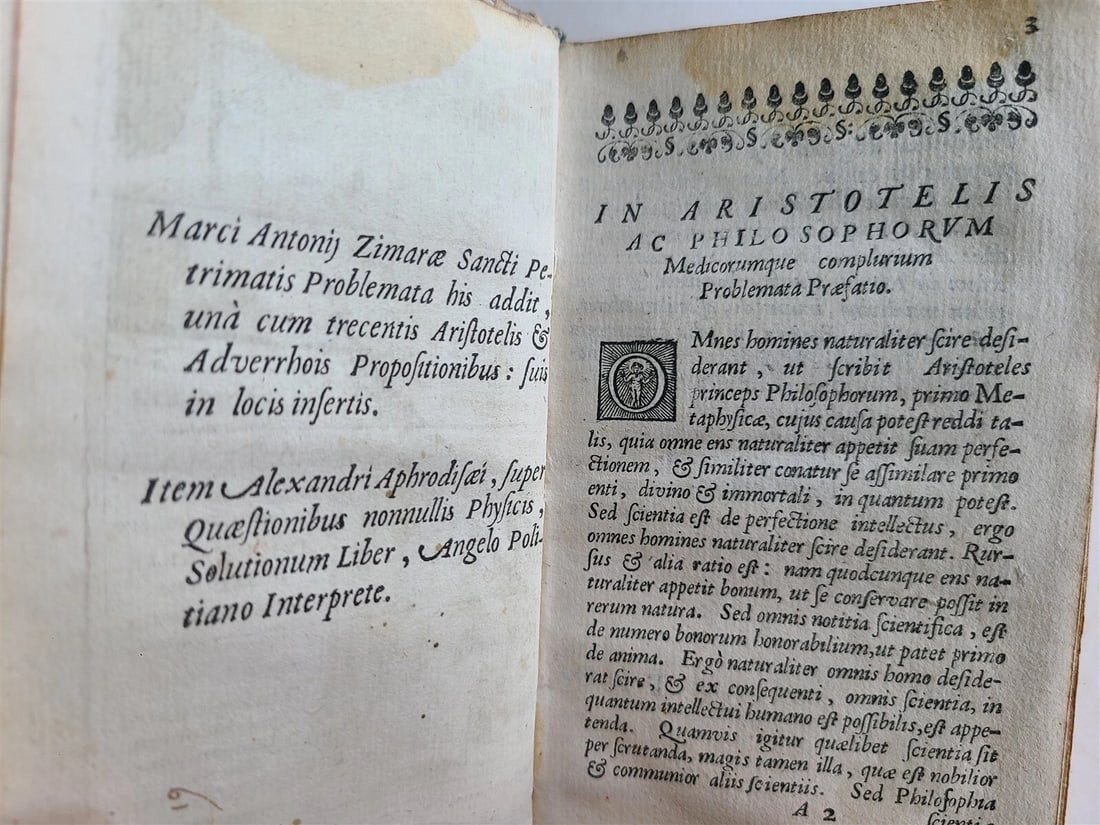 Marci Antonij Zimaræ Sancti Pe-
trimatis Problemata his addit,
unà cum trecentis Aristotelis &
Adverrhois Propositionibus: suis
in locis insertis.
Item Alexandri Aphrodisæi, super
Quæstionibus nonnullis Physicis,
Solutionum Liber, Angelo Poli-
tiano Interprete.
3
IN ARISTOTELIS
AC PHILOSOPHORVM
Medicorumque complurium
Problemata Præfatio.
OMnes homines naturaliter scire desi-
derant, ut scribit Aristoteles
princeps Philosophorum, primo Me-
taphysicæ, cujus causa potest reddi ta-
lis, quia omne ens naturaliter appetit suam perfe-
ctionem, & similiter conatur se assimilare primo
enti, divino & immortali, in quantum potest.
Sed scientia est de perfectione intellectus, ergo
omnes homines naturaliter scire desiderant. Rur-
sus & alia ratio est: nam quodcunque ens na-
turaliter appetit bonum, ut se conservare possit in
rerum natura. Sed omnis notitia scientifica, est
de numero bonorum honorabilium, ut patet primo
de anima. Ergò naturaliter omnis homo deside-
rat scire, & ex consequenti, omnis scientia, in
quantum intellectui humano est possibilis, est appe-
tenda. Quamvis igitur quælibet scientia sit
perscrutanda, magis tamen illa, quæ est nobilior
& communior aliis scientiis. Sed Philosophia
A 2